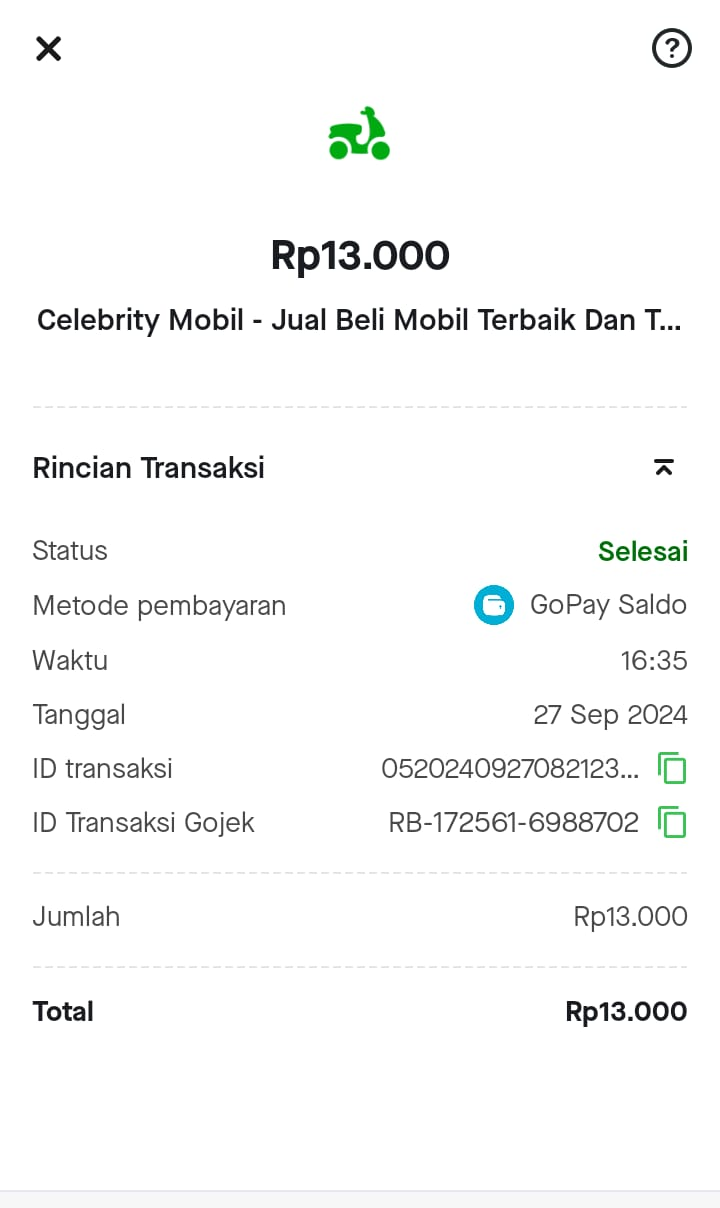 Rp13.000
Celebrity Mobil - Jual Beli Mobil Terbaik Dan T...
Rincian Transaksi
Status Selesai
Metode pembayaran GoPay Saldo
Waktu 16:35
Tanggal 27 Sep 2024
ID transaksi 0520240927082123...
ID Transaksi Gojek RB-172561-6988702
Jumlah Rp13.000
Total Rp13.000